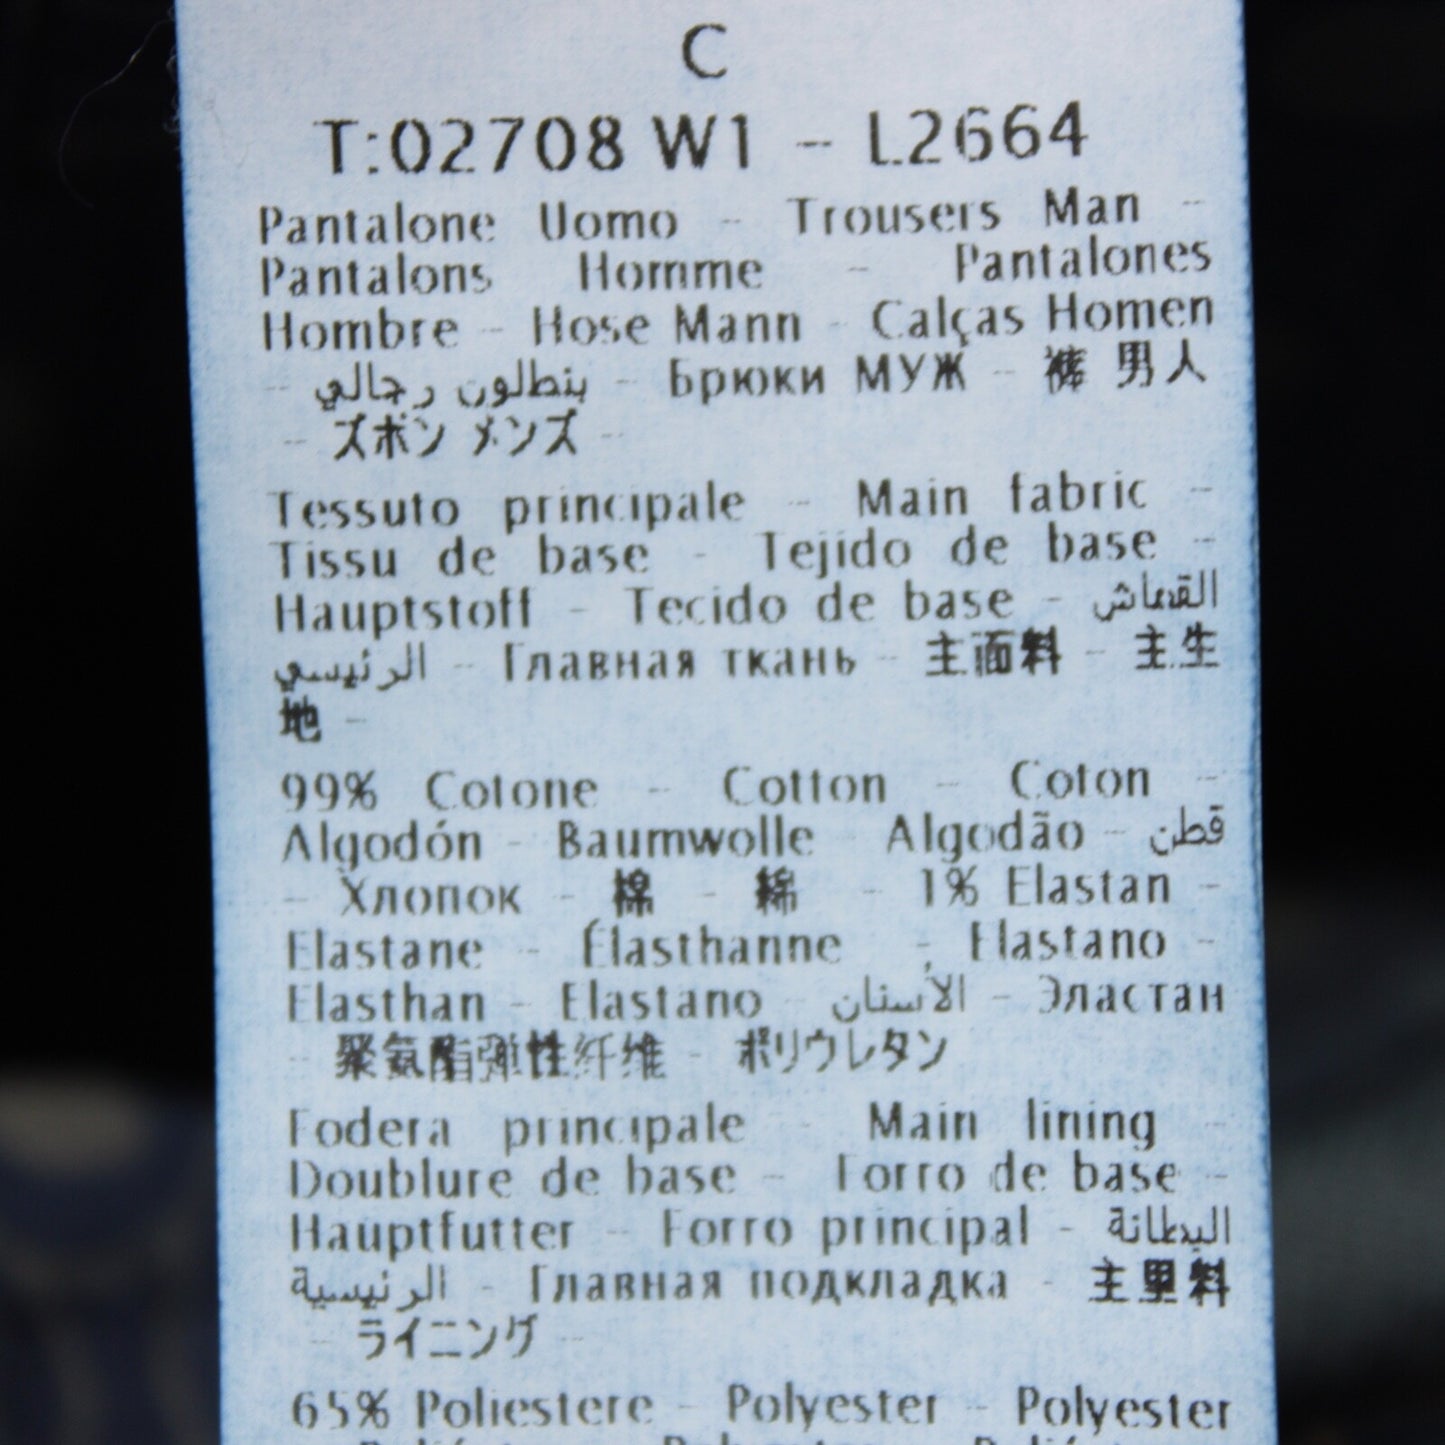 C
T:02708 W1 - L2664
Pantalone Uomo - Trousers Man -
Pantalons Homme - Pantalones
Hombre - Hose Mann - Calças Homen
- بنطلون رجالي - Брюки МУЖ - 裤 男人
- ズボン メンズ -
Tessuto principale - Main fabric -
Tissu de base - Tejido de base -
Hauptstoff - Tecido de base - القماش
الرئيسي - Главная ткань - 主面料 - 主生
地 -
99% Cotone - Cotton - Coton -
Algodón - Baumwolle - Algodão - قطن
- Хлопок - 棉 - 綿 - 1% Elastan -
Elastane - Élasthanne - Elastano -
Elasthan - Elastano - الأستان - Эластан
- 聚氨酯弹性纤维 - ポリウレタン
Fodera principale - Main lining -
Doublure de base - Forro de base -
Hauptfutter - Forro principal - البطانة
الرئيسية - Главная подкладка - 主里料
- ライニング -
65% Poliestere - Polyester - Polyester